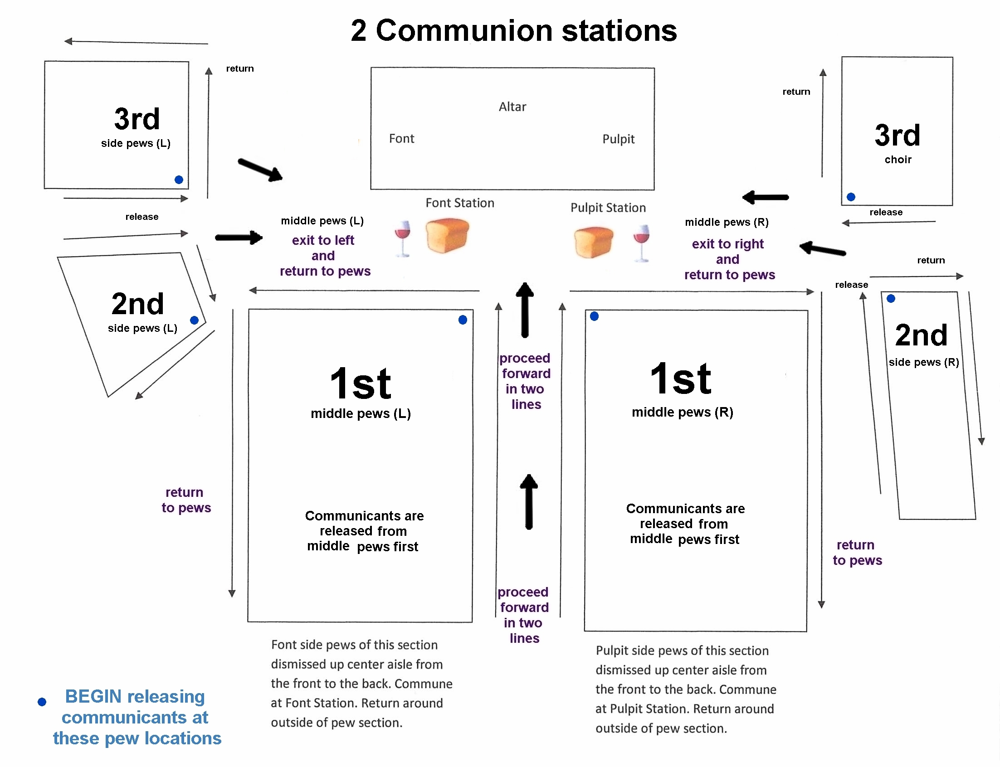 2 Communion stations
return
3rd
side pews (L)
Altar
Font
Pulpit
return
3rd
choir
release
Font Station
Pulpit Station
release
middle pews (L)
exit to left
and
return to pews
middle pews (R)
exit to right
and
return to pews
return
release
2nd
side pews (L)
2nd
side pews (R)
1st
middle pews (L)
proceed
forward
in two
lines
1st
middle pews (R)
return
to pews
Communicants are
released from
middle pews first
Communicants are
released from
middle pews first
return
to pews
proceed
forward
in two
lines
Font side pews of this section
dismissed up center aisle from
the front to the back. Commune
at Font Station. Return around
outside of pew section.
Pulpit side pews of this section
dismissed up center aisle from
the front to the back. Commune
at Pulpit Station. Return around
outside of pew section.
BEGIN releasing
communicants at
these pew locations